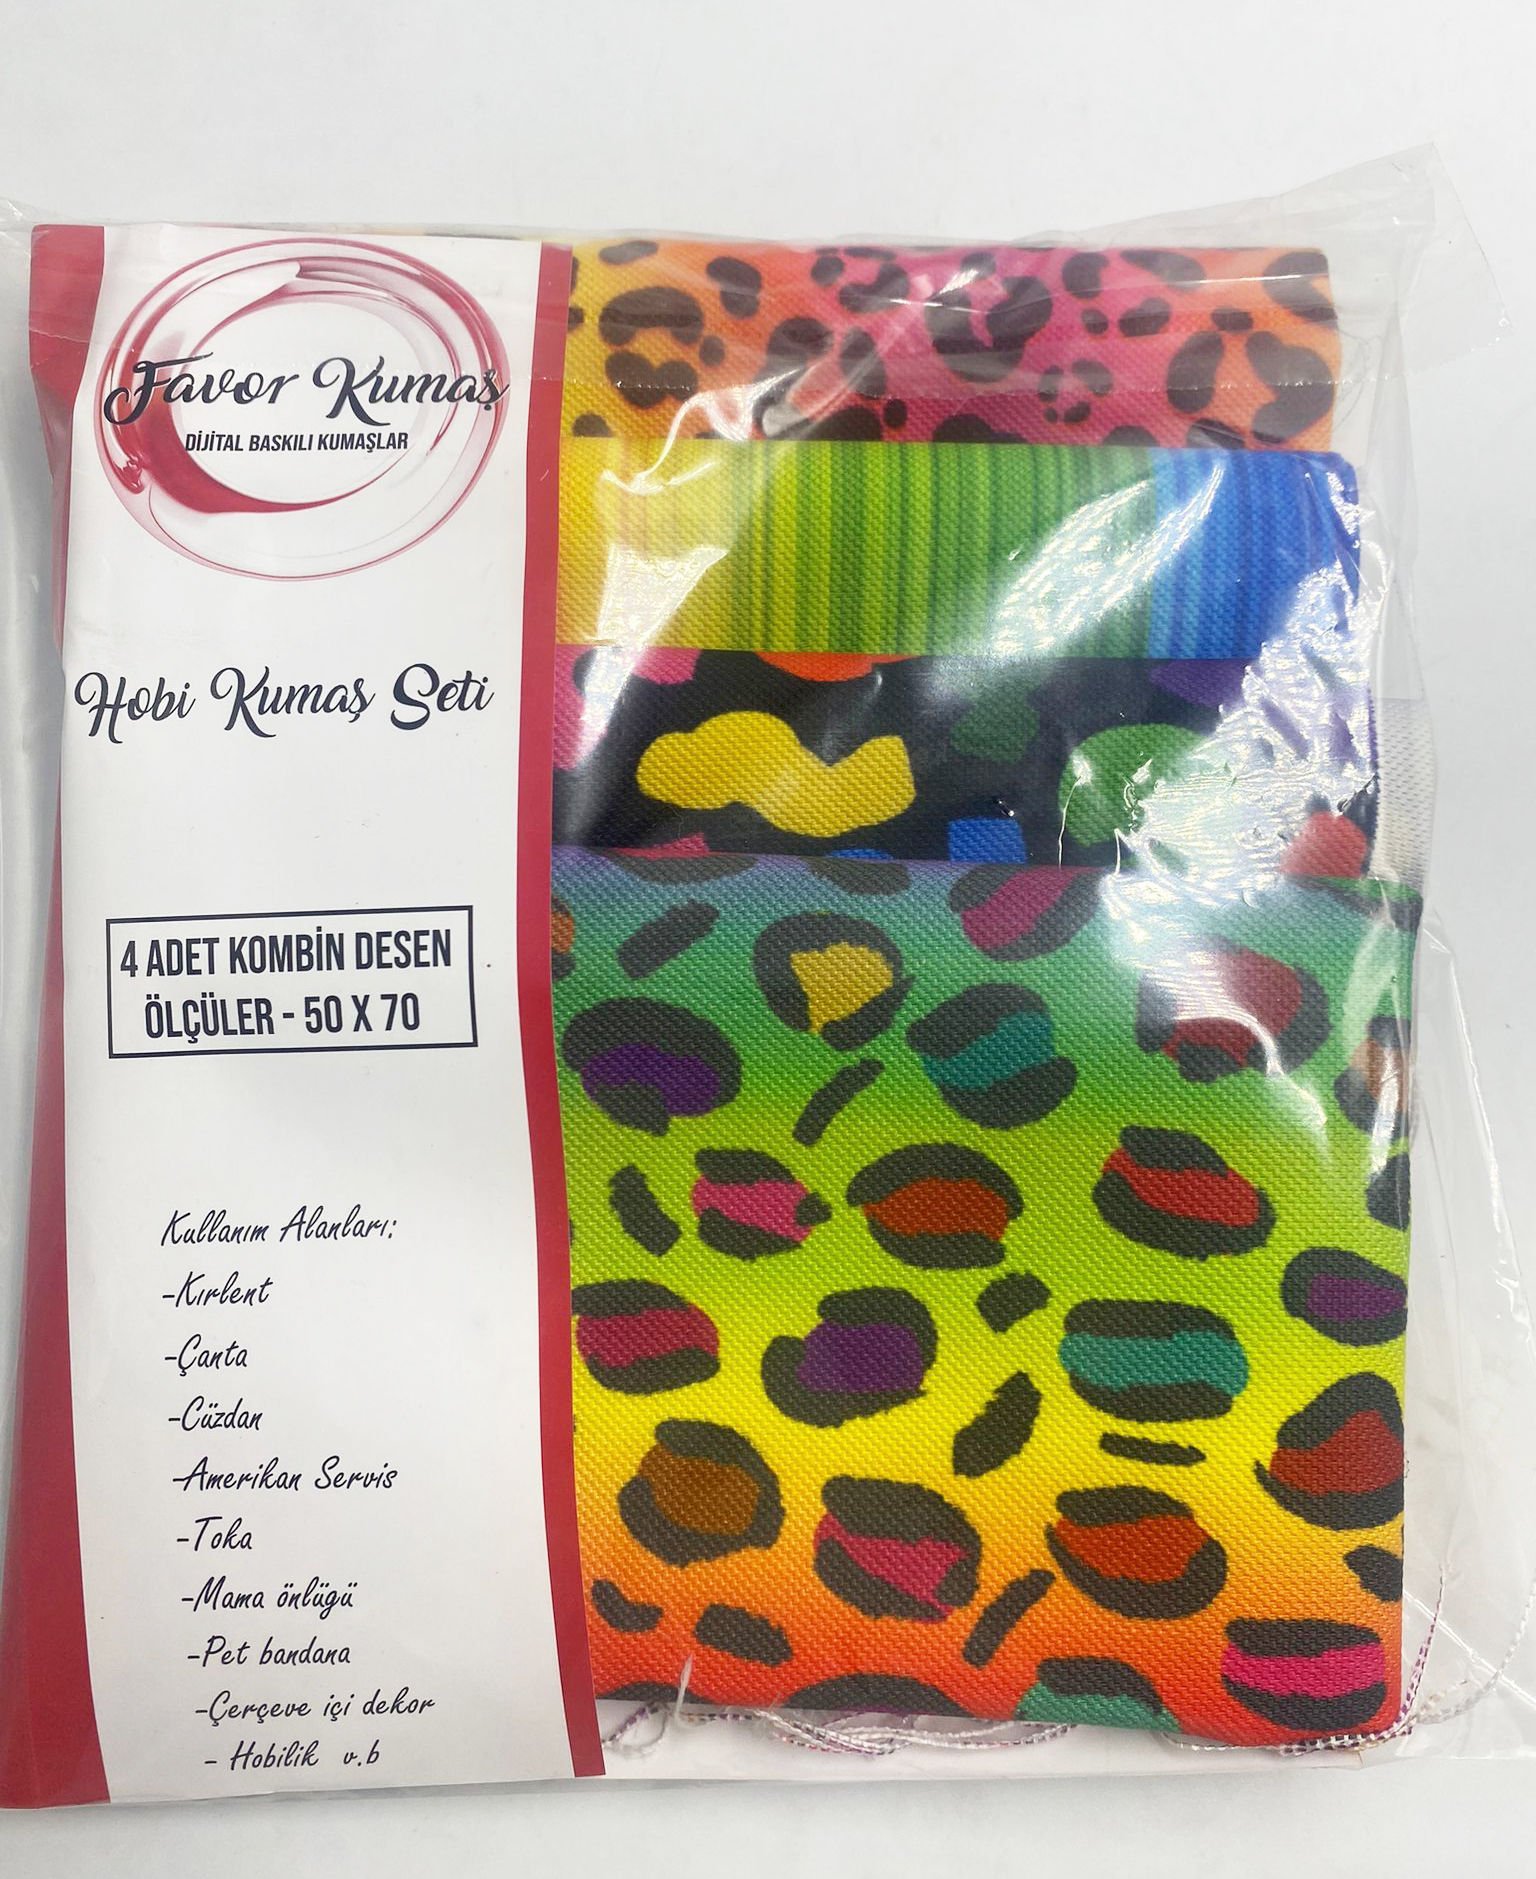 Favor Kumaş
DİJİTAL BASKILI KUMAŞLAR
Hobi Kumaş Seti
4 ADET KOMBİN DESEN
ÖLÇÜLER - 50 X 70
Kullanım Alanları:
-Kırlent
-Çanta
-Cüzdan
-Amerikan Servis
-Toka
-Mama önlüğü
-Pet bandana
-Çerçeve içi dekor
- Hobilik v.b